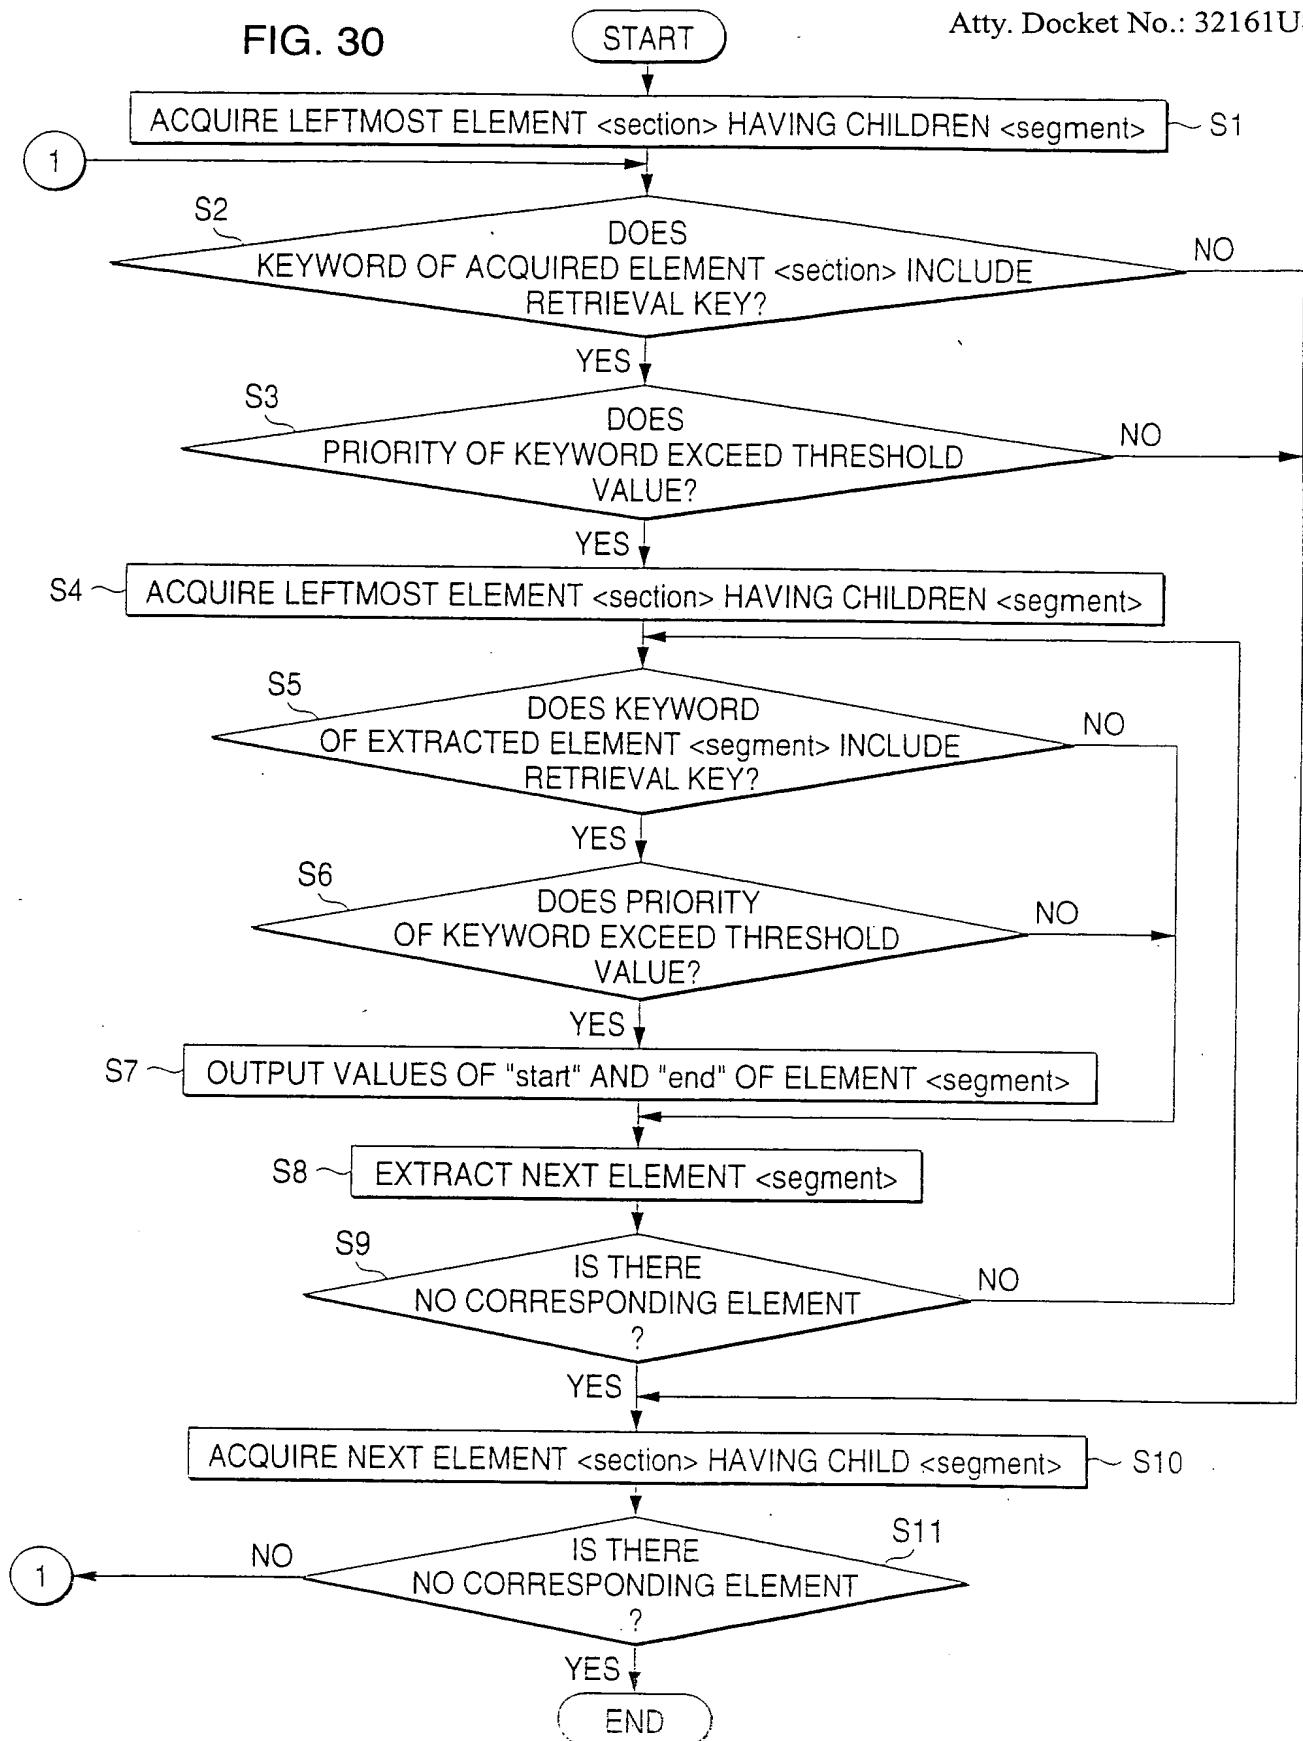 FIG. 30
START
Atty. Docket No.: 32161U
ACQUIRE LEFTMOST ELEMENT <section> HAVING CHILDREN <segment>
S1
1
S2
DOES
KEYWORD OF ACQUIRED ELEMENT <section> INCLUDE
RETRIEVAL KEY?
NO
YES
S3
DOES
PRIORITY OF KEYWORD EXCEED THRESHOLD
VALUE?
NO
YES
S4
ACQUIRE LEFTMOST ELEMENT <section> HAVING CHILDREN <segment>
S5
DOES KEYWORD
OF EXTRACTED ELEMENT <segment> INCLUDE
RETRIEVAL KEY?
NO
YES
S6
DOES PRIORITY
OF KEYWORD EXCEED THRESHOLD
VALUE?
NO
YES
S7
OUTPUT VALUES OF "start" AND "end" OF ELEMENT <segment>
S8
EXTRACT NEXT ELEMENT <segment>
S9
IS THERE
NO CORRESPONDING ELEMENT
?
NO
YES
ACQUIRE NEXT ELEMENT <section> HAVING CHILD <segment>
S10
S11
IS THERE
NO CORRESPONDING ELEMENT
?
NO
1
YES
END